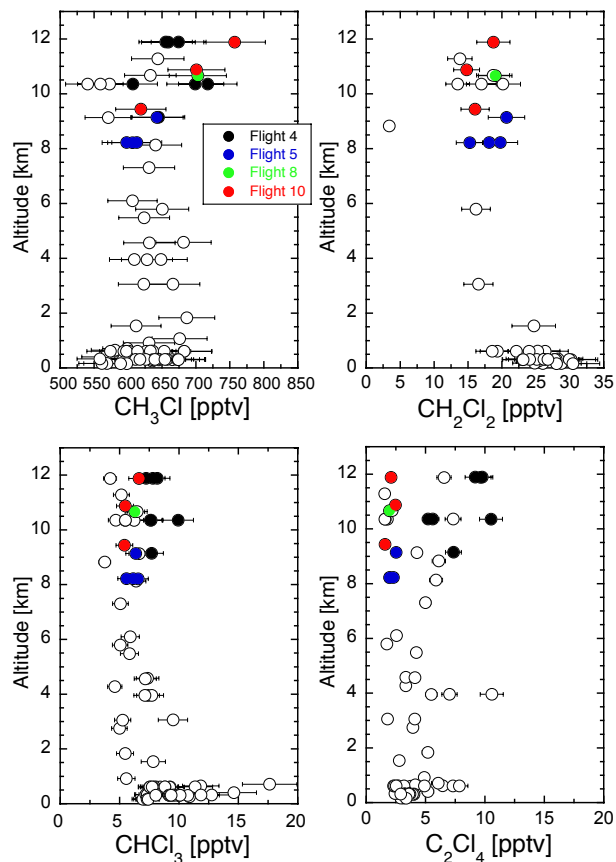 12
10
8
6
4
2
0
Altitude [km]
500 550 600 650 700 750 800 850
CH₃Cl [pptv]
Flight 4
Flight 5
Flight 8
Flight 10
12
10
8
6
4
2
0
Altitude [km]
0 5 10 15 20 25 30 35
CH₂Cl₂ [pptv]
12
10
8
6
4
2
0
Altitude [km]
0 5 10 15 20
CHCl₃ [pptv]
12
10
8
6
4
2
0
Altitude [km]
0 5 10 15 20
C₂Cl₄ [pptv]